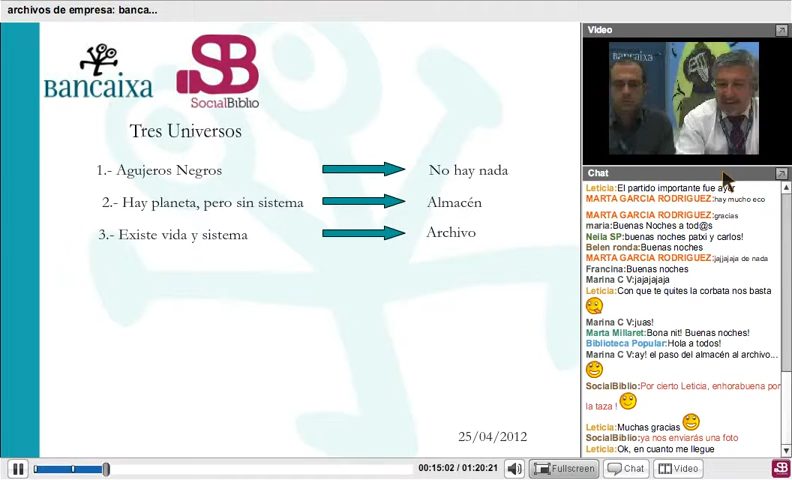 archivos de empresa: banca...
Bancaixa
SB
SocialBiblio
Tres Universos
1.- Agujeros Negros
No hay nada
2.- Hay planeta, pero sin sistema
Almacén
3.- Existe vida y sistema
Archivo
25/04/2012
Video
bancaixa
Chat
Leticia:El partido importante fue ayer
MARTA GARCIA RODRIGUEZ:hay mucho eco
MARTA GARCIA RODRIGUEZ:gracias
maria:Buenas Noches a tod@s
Neila SP:buenas noches patxi y carlos!
Belen ronda:Buenas noches
MARTA GARCIA RODRIGUEZ:jajjajaja de nada
Francina:Buenas noches
Marina C V:jajajajaja
Leticia:Con que te quites la corbata nos basta
Marina C V:juas!
Marta Millaret:Bona nit! Buenas noches!
Biblioteca Popular:Hola a todos!
Marina C V:ay! el paso del almacén al archivo...
SocialBiblio:Por cierto Leticia, enhorabuena por
la taza !
Leticia:Muchas gracias
SocialBiblio:ya nos enviarás una foto
Leticia:Ok, en cuanto me llegue
00:15:02 / 01:20:21
Fullscreen
Chat
Video
SB